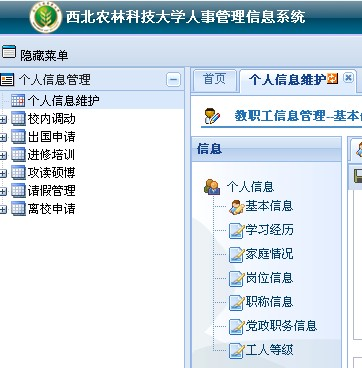 西北农林科技大学人事管理信息系统
隐藏菜单
个人信息管理
个人信息维护
校内调动
出国申请
进修培训
攻读硕博
请假管理
离校申请
首页
个人信息维护
教职工信息管理--基本
信息
个人信息
基本信息
学习经历
家庭情况
岗位信息
职称信息
党政职务信息
工人等级